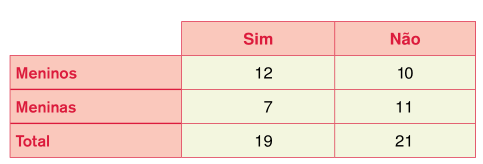 Sim Não
Meninos 12 10
Meninas 7 11
Total 19 21